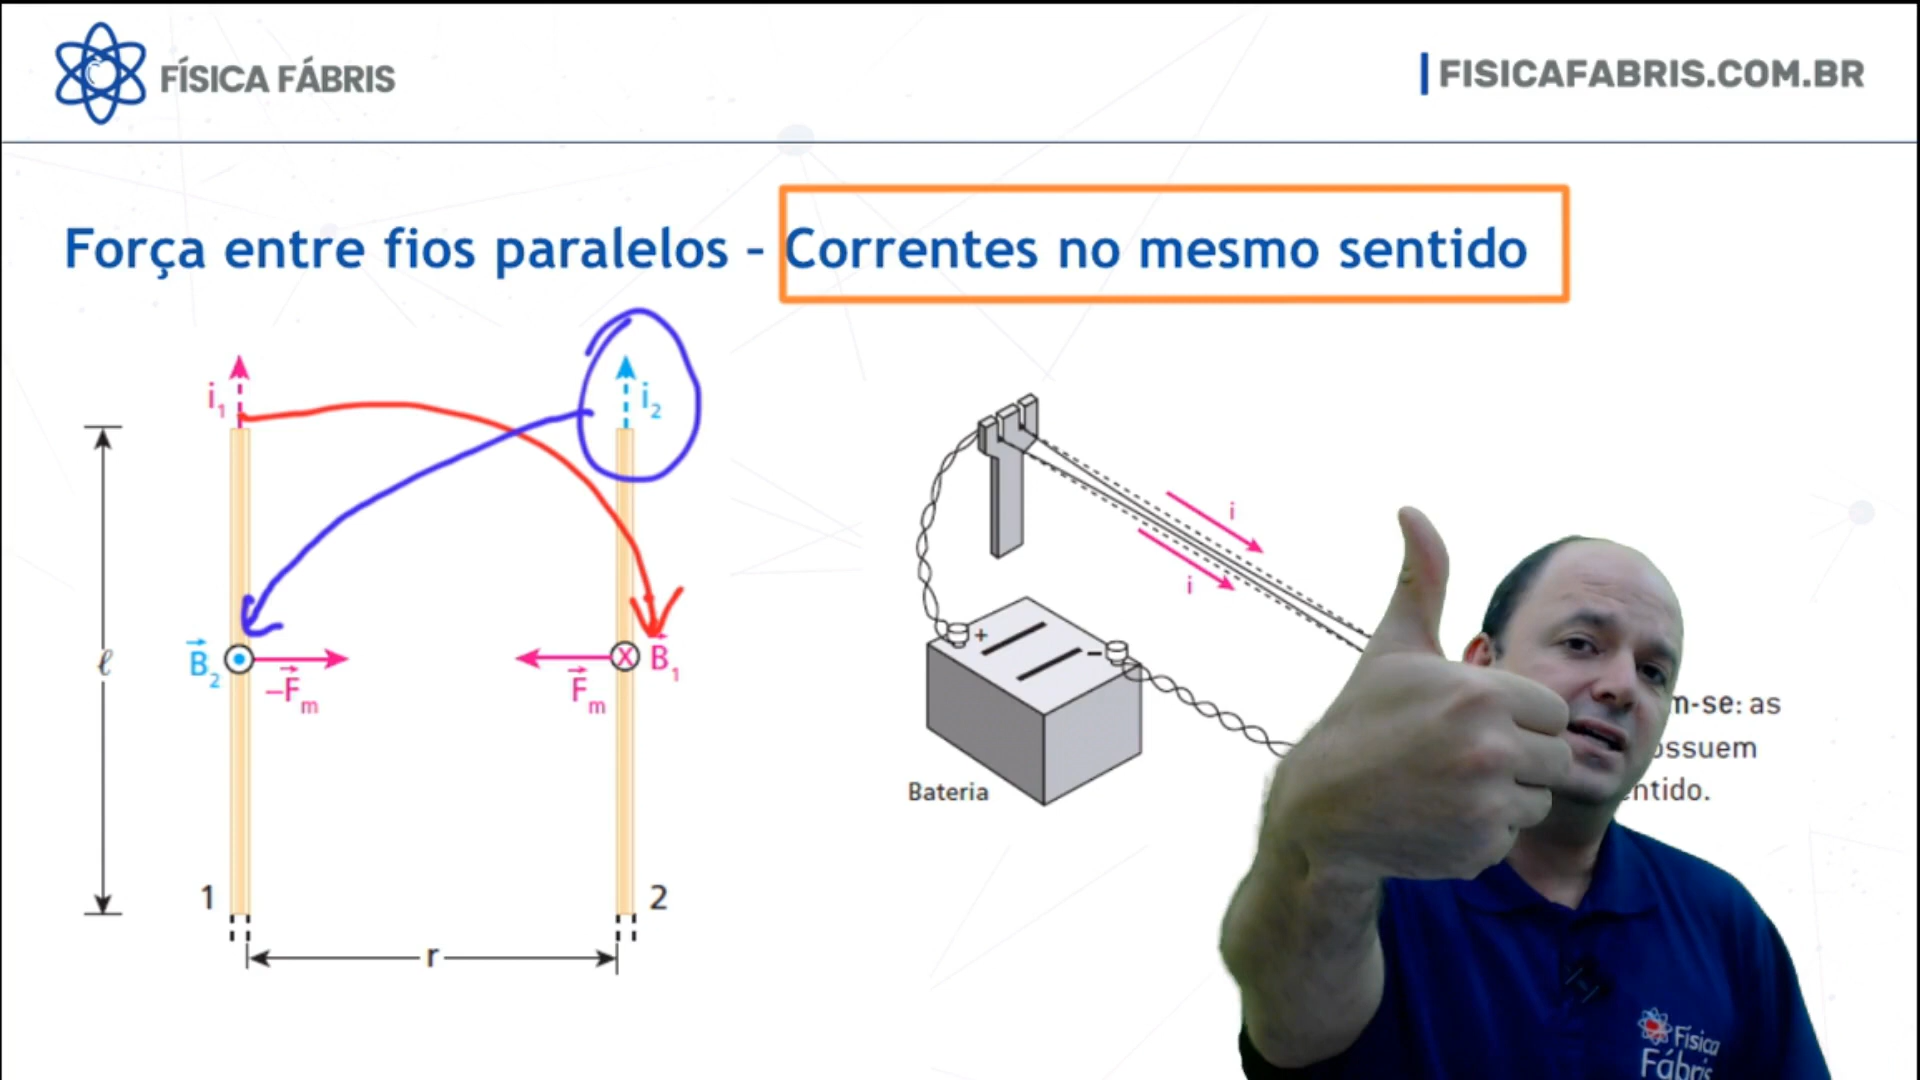 FÍSICA FÁBRIS
FISICAFABRIS.COM.BR
Força entre fios paralelos – Correntes no mesmo sentido
i₁
i₂
i
i
ℓ
B₂
–Fₘ
Fₘ
B₁
+
–
Bateria
1
2
r
m-se: as
ossuem
ntido.
Física
Fábris